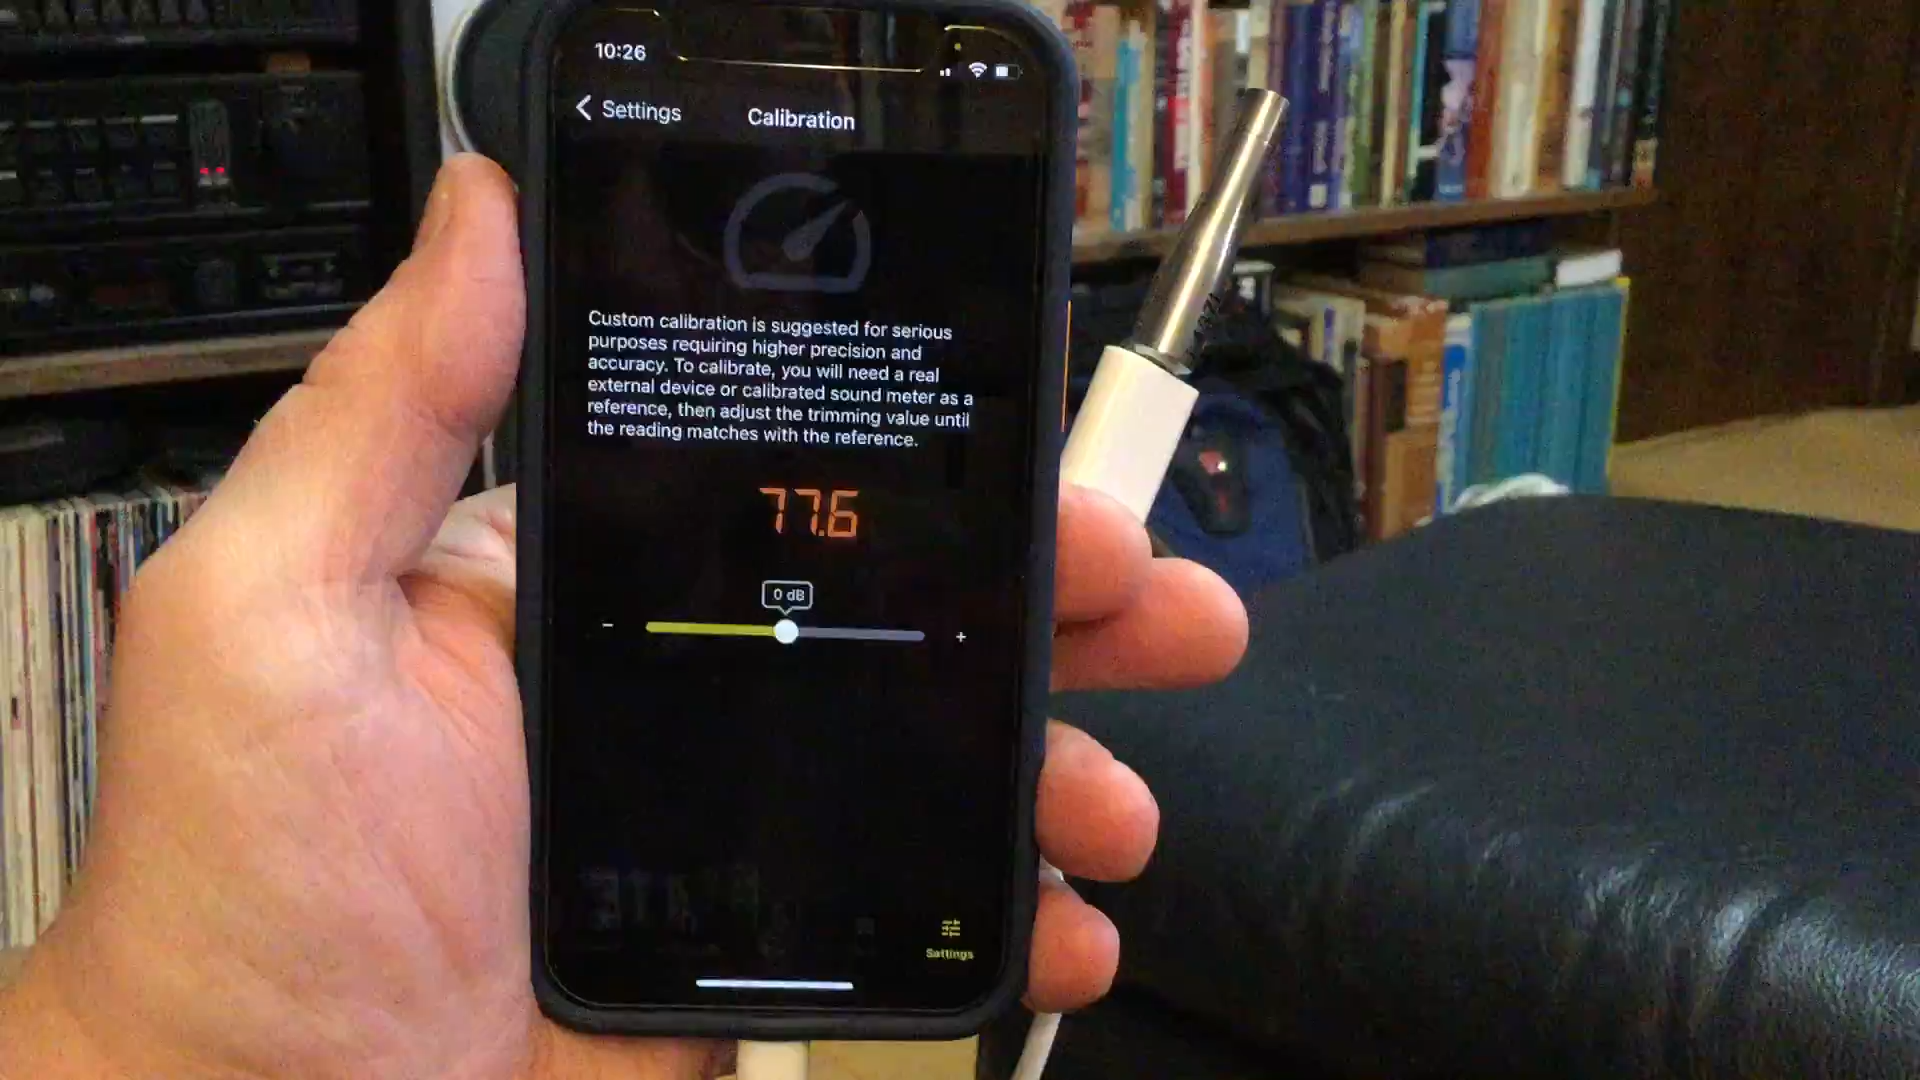 10:26
Settings
Calibration
Custom calibration is suggested for serious
purposes requiring higher precision and
accuracy. To calibrate, you will need a real
external device or calibrated sound meter as a
reference, then adjust the trimming value until
the reading matches with the reference.
77.6
0 dB
- +
Settings